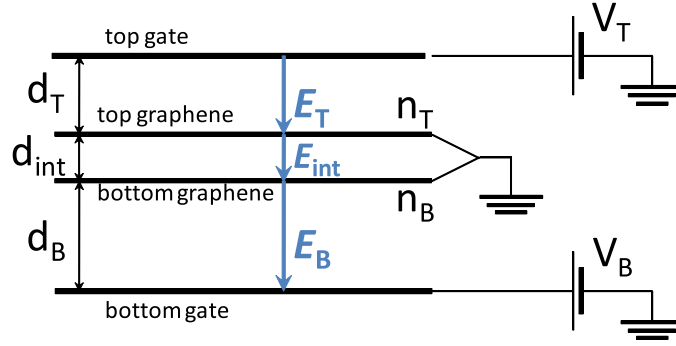 top gate
V_T
d_T
E_T
top graphene
n_T
d_int
E_int
bottom graphene
n_B
d_B
E_B
V_B
bottom gate